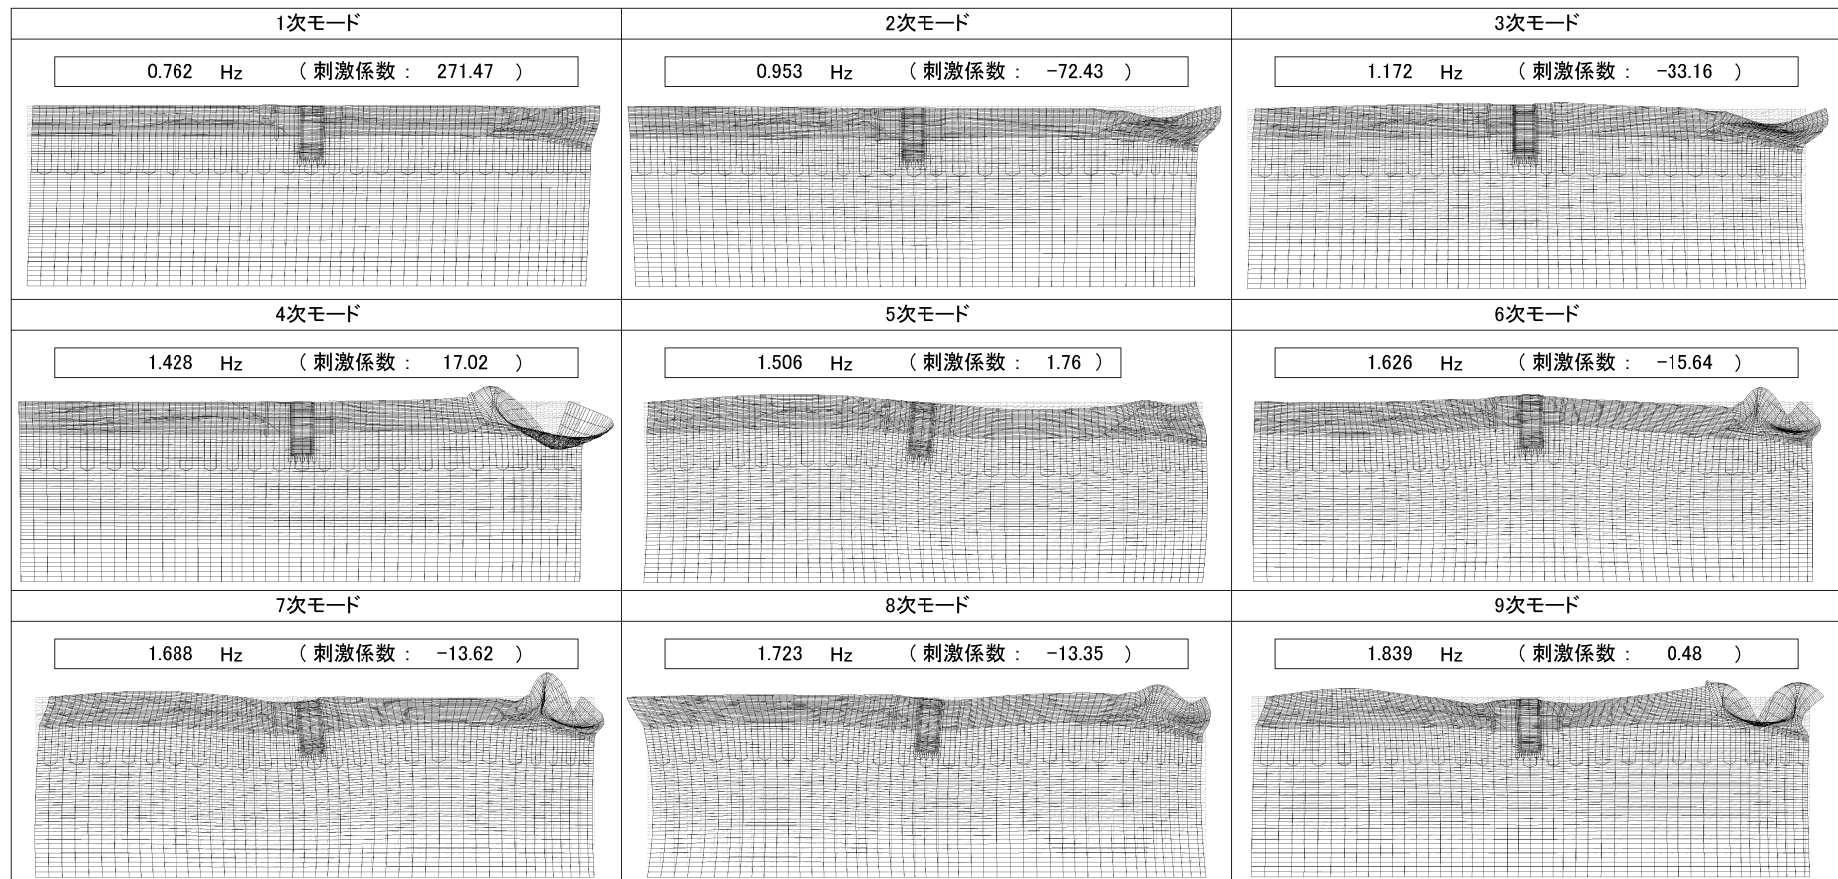 1次モード
2次モード
3次モード
0.762 Hz （ 刺激係数 : 271.47 ）
0.953 Hz （ 刺激係数 : -72.43 ）
1.172 Hz （ 刺激係数 : -33.16 ）
4次モード
5次モード
6次モード
1.428 Hz （ 刺激係数 : 17.02 ）
1.506 Hz （ 刺激係数 : 1.76 ）
1.626 Hz （ 刺激係数 : -15.64 ）
7次モード
8次モード
9次モード
1.688 Hz （ 刺激係数 : -13.62 ）
1.723 Hz （ 刺激係数 : -13.35 ）
1.839 Hz （ 刺激係数 : 0.48 ）